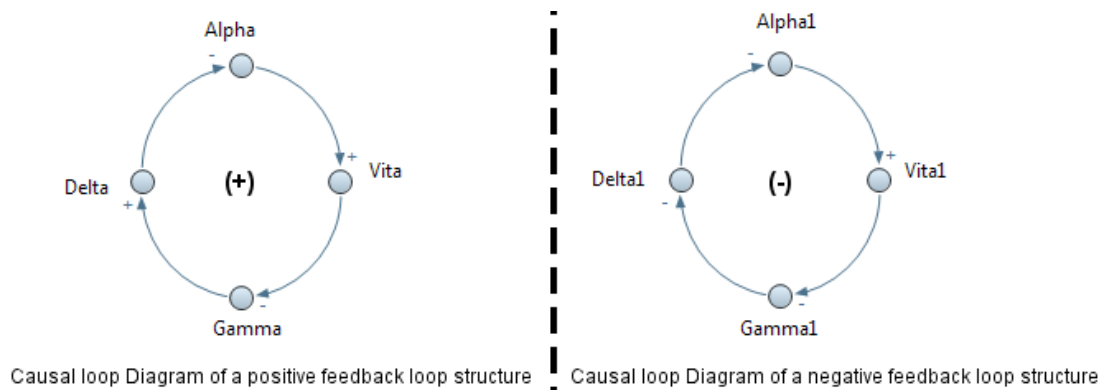 Alpha
-
+
Vita
(+)
Delta
+
-
Gamma
Causal loop Diagram of a positive feedback loop structure
Alpha1
-
+
Vita1
(-)
Delta1
-
-
Gamma1
Causal loop Diagram of a negative feedback loop structure